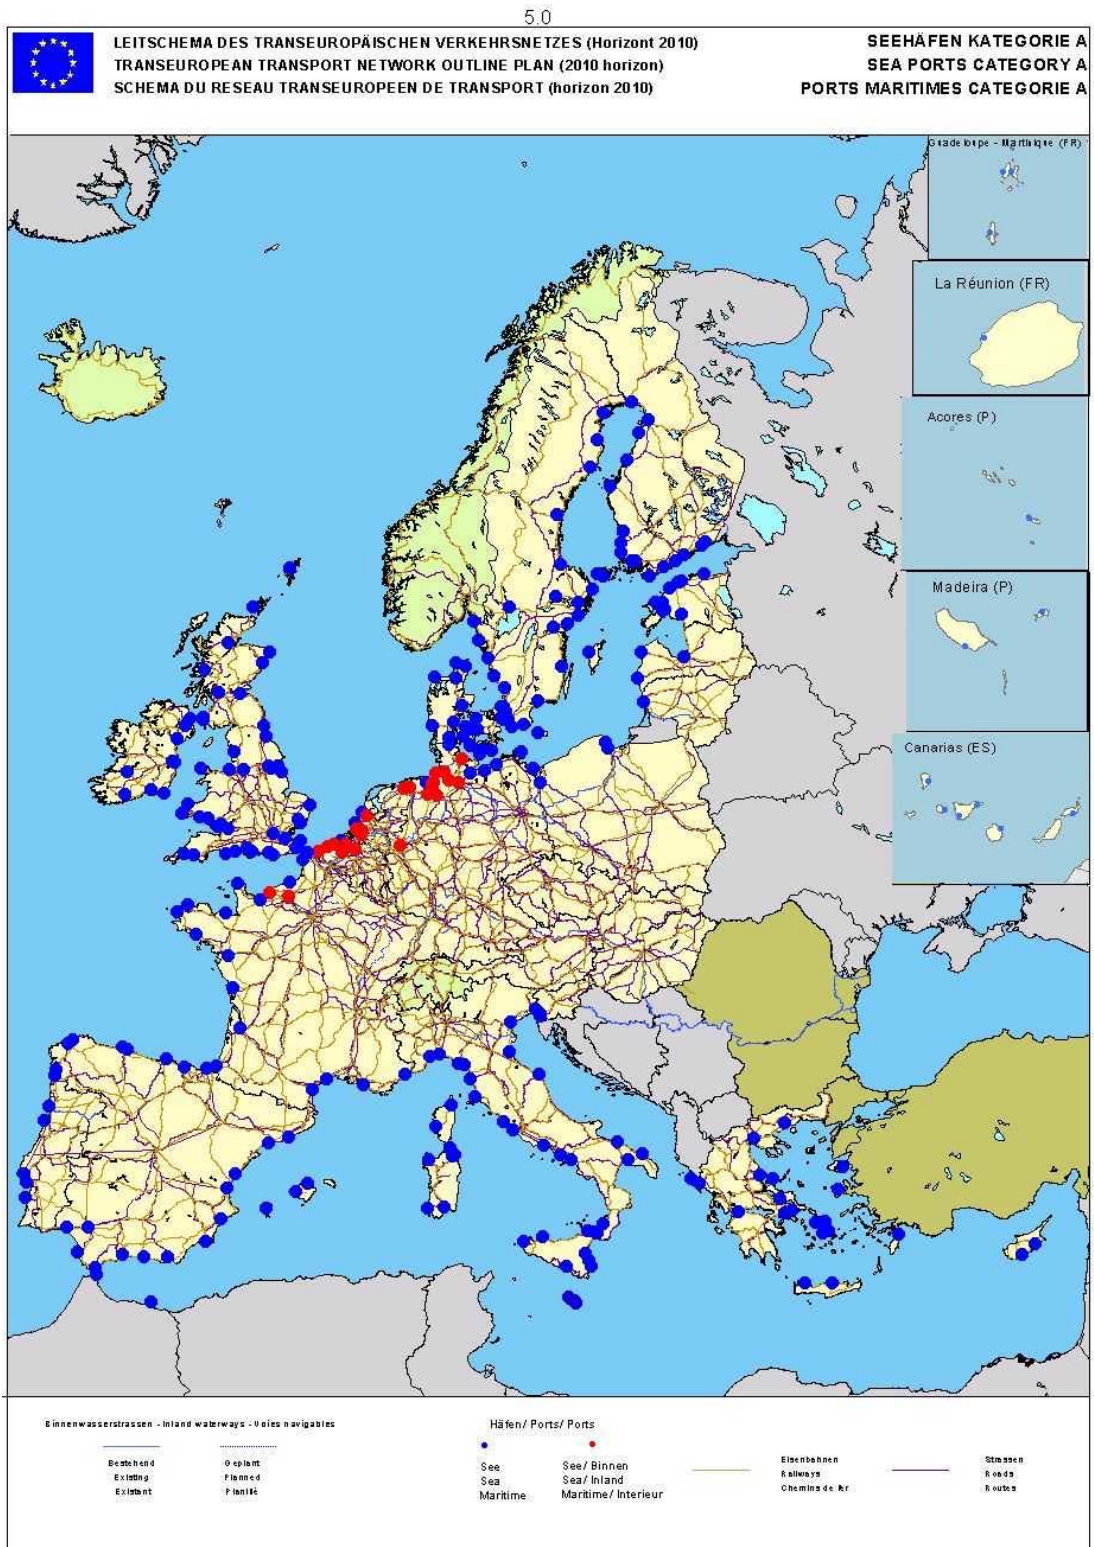 5.0
LEITSCHEMA DES TRANSEUROPÄISCHEN VERKEHRSNETZES (Horizont 2010)
TRANSEUROPEAN TRANSPORT NETWORK OUTLINE PLAN (2010 horizon)
SCHEMA DU RESEAU TRANSEUROPEEN DE TRANSPORT (horizon 2010)
SEEHÄFEN KATEGORIE A
SEA PORTS CATEGORY A
PORTS MARITIMES CATEGORIE A
Guadeloupe - Martinique (FR)
La Réunion (FR)
Acores (P)
Madeira (P)
Canarias (ES)
Binnenwasserstrassen - Inland waterways - Voies navigables
Bestehend
Existing
Existant
Geplant
Planned
Planifié
Häfen/ Ports/ Ports
See
Sea
Maritime
See/ Binnen
Sea/ Inland
Maritime/ Interieur
Eisenbahnen
Railways
Chemins de fer
Strassen
Roads
Routes